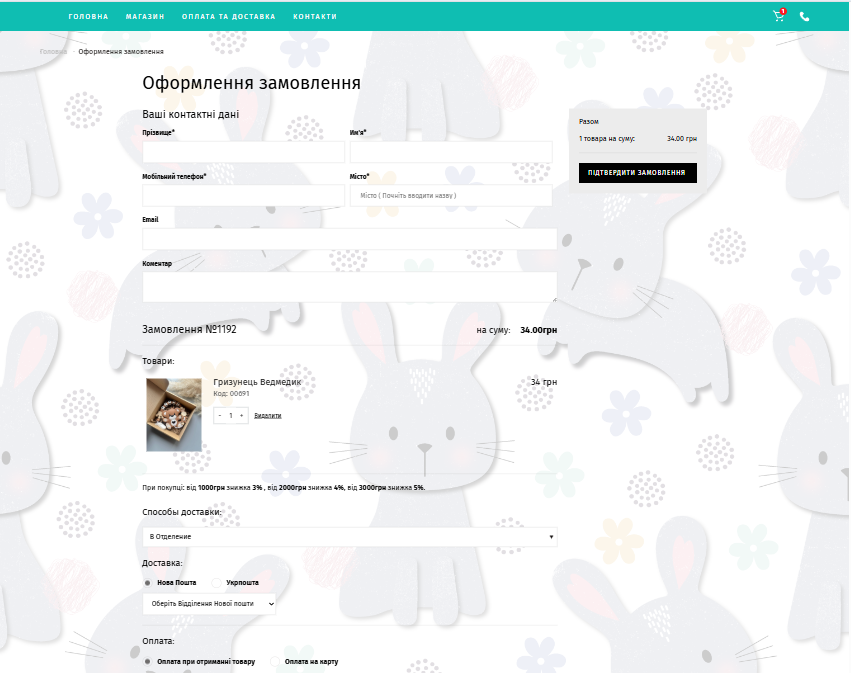 ГОЛОВНА МАГАЗИН ОПЛАТА ТА ДОСТАВКА КОНТАКТИ 1
Головна · Оформлення замовлення
Оформлення замовлення
Ваші контактні дані
Прізвище* Им'я*
Мобільний телефон* Місто*
Місто ( Почніть вводити назву )
Email
Коментар
Разом
1 товара на суму: 34.00 грн
ПІДТВЕРДИТИ ЗАМОВЛЕННЯ
Замовлення №1192 на суму: 34.00грн
Товари:
Гризунець Ведмедик 34 грн
Код: 00691
- 1 + Видалити
При покупці: від 1000грн знижка 3% , від 2000грн знижка 4%, від 3000грн знижка 5%.
Способы доставки:
В Отделение
Доставка:
Нова Пошта Укрпошта
Оберіть Відділення Нової пошти
Оплата:
Оплата при отриманні товару Оплата на карту